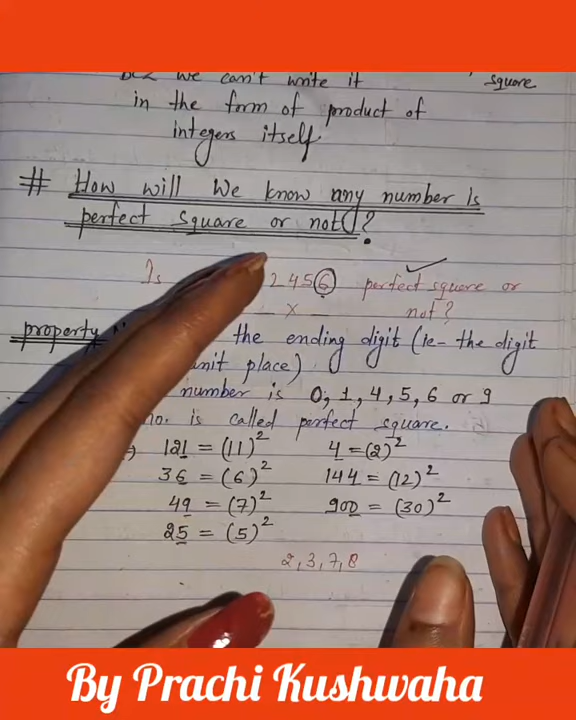 we can't write it square
in the form of product of
integers itself
# How will We know any number is
perfect square or not ?
Is 2456 perfect square or
x not?
property the ending digit (ie- the digit
unit place)
number is 0, 1, 4, 5, 6 or 9
no. is called perfect square.
121 = (11)² 4 = (2)²
36 = (6)² 144 = (12)²
49 = (7)² 900 = (30)²
25 = (5)²
2, 3, 7, 8
By Prachi Kushwaha